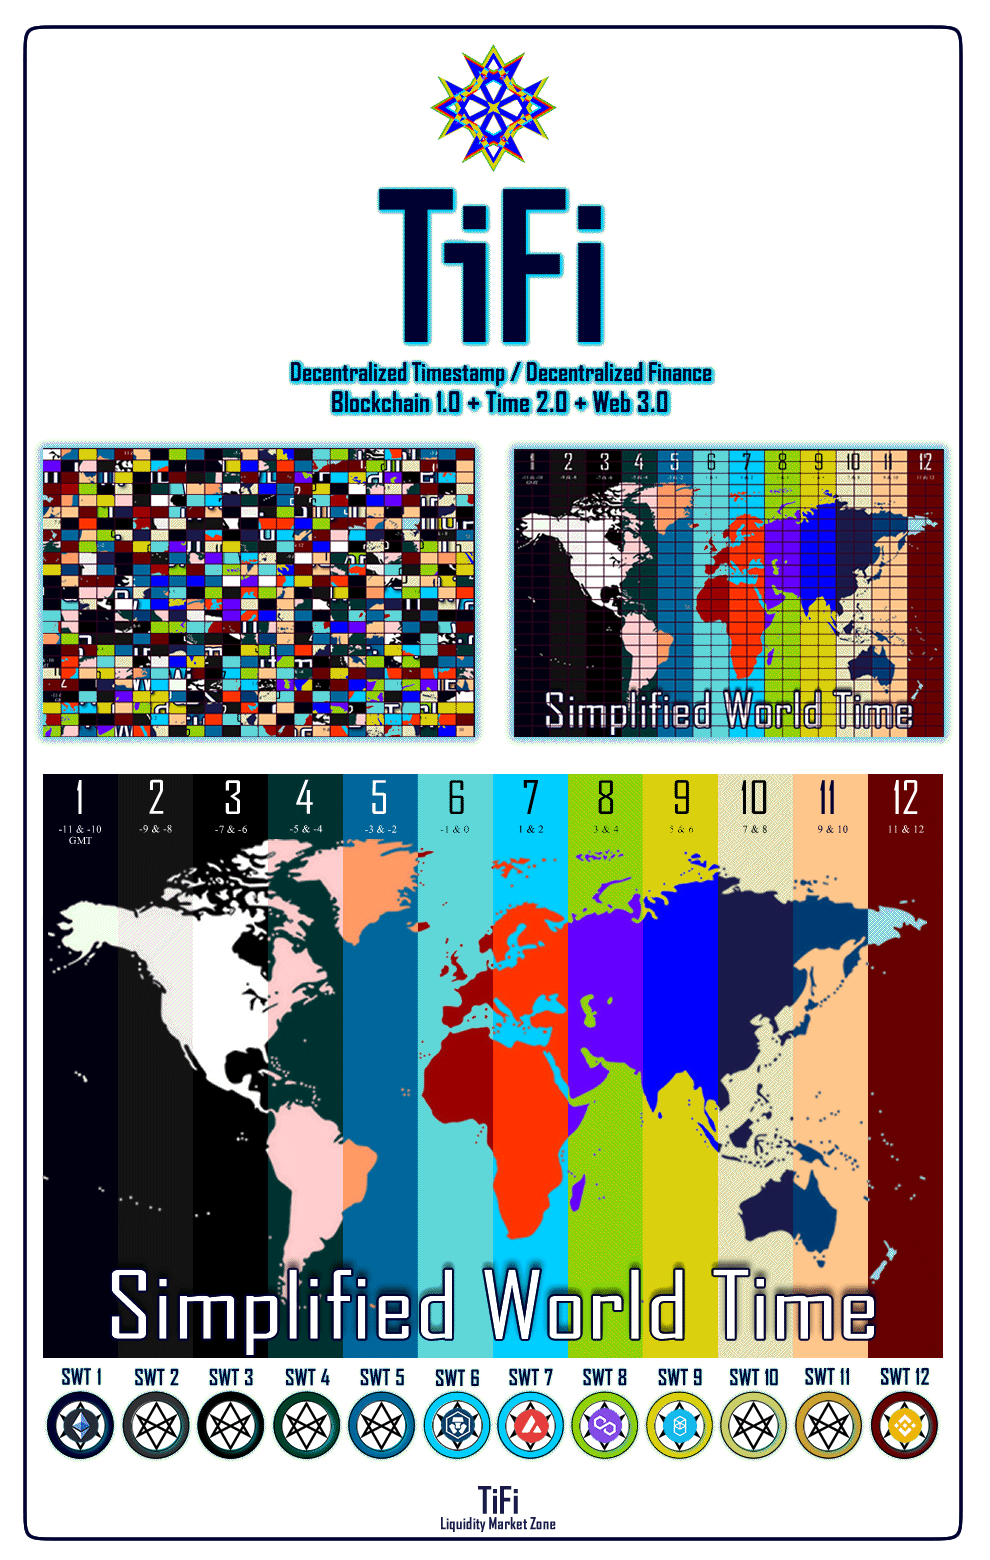 TiFi
Decentralized Timestamp / Decentralized Finance
Blockchain 1.0 + Time 2.0 + Web 3.0
1 2 3 4 5 6 7 8 9 10 11 12
Simplified World Time
1 2 3 4 5 6 7 8 9 10 11 12
-11 & -10 -9 & -8 -7 & -6 -5 & -4 -3 & -2 -1 & 0 1 & 2 3 & 4 5 & 6 7 & 8 9 & 10 11 & 12
GMT
Simplified World Time
SWT 1 SWT 2 SWT 3 SWT 4 SWT 5 SWT 6 SWT 7 SWT 8 SWT 9 SWT 10 SWT 11 SWT 12
TiFi
Liquidity Market Zone